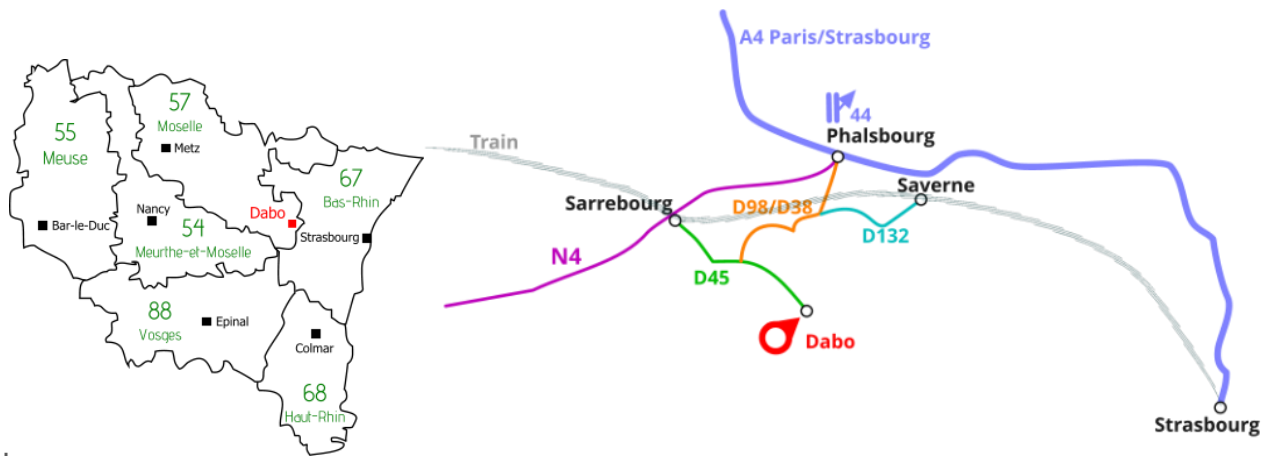 57
Moselle
Metz
55
Meuse
67
Bas-Rhin
Nancy
Dabo
Bar-le-Duc
54
Strasbourg
Meurthe-et-Moselle
88
Vosges
Epinal
Colmar
68
Haut-Rhin
A4 Paris/Strasbourg
44
Phalsbourg
Train
Saverne
Sarrebourg
D98/D38
D132
N4
D45
Dabo
Strasbourg